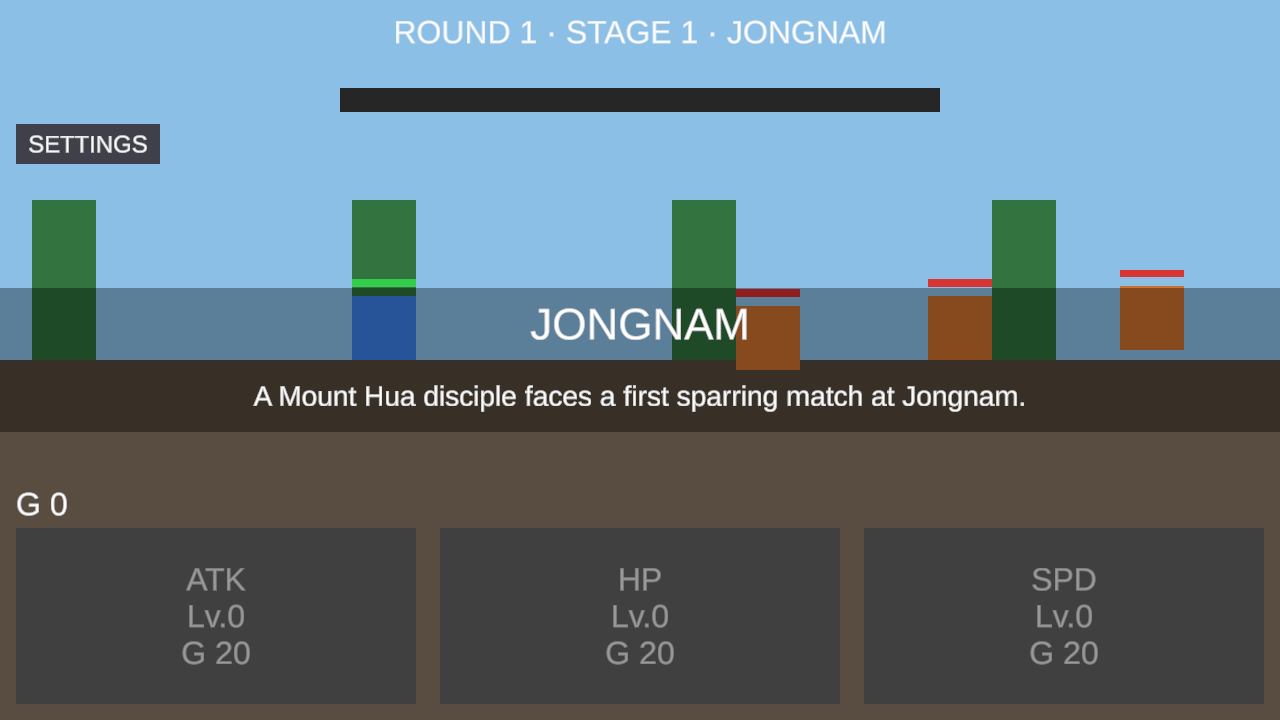 ROUND 1 · STAGE 1 · JONGNAM
SETTINGS
JONGNAM
A Mount Hua disciple faces a first sparring match at Jongnam.
G 0
ATK
Lv.0
G 20
HP
Lv.0
G 20
SPD
Lv.0
G 20